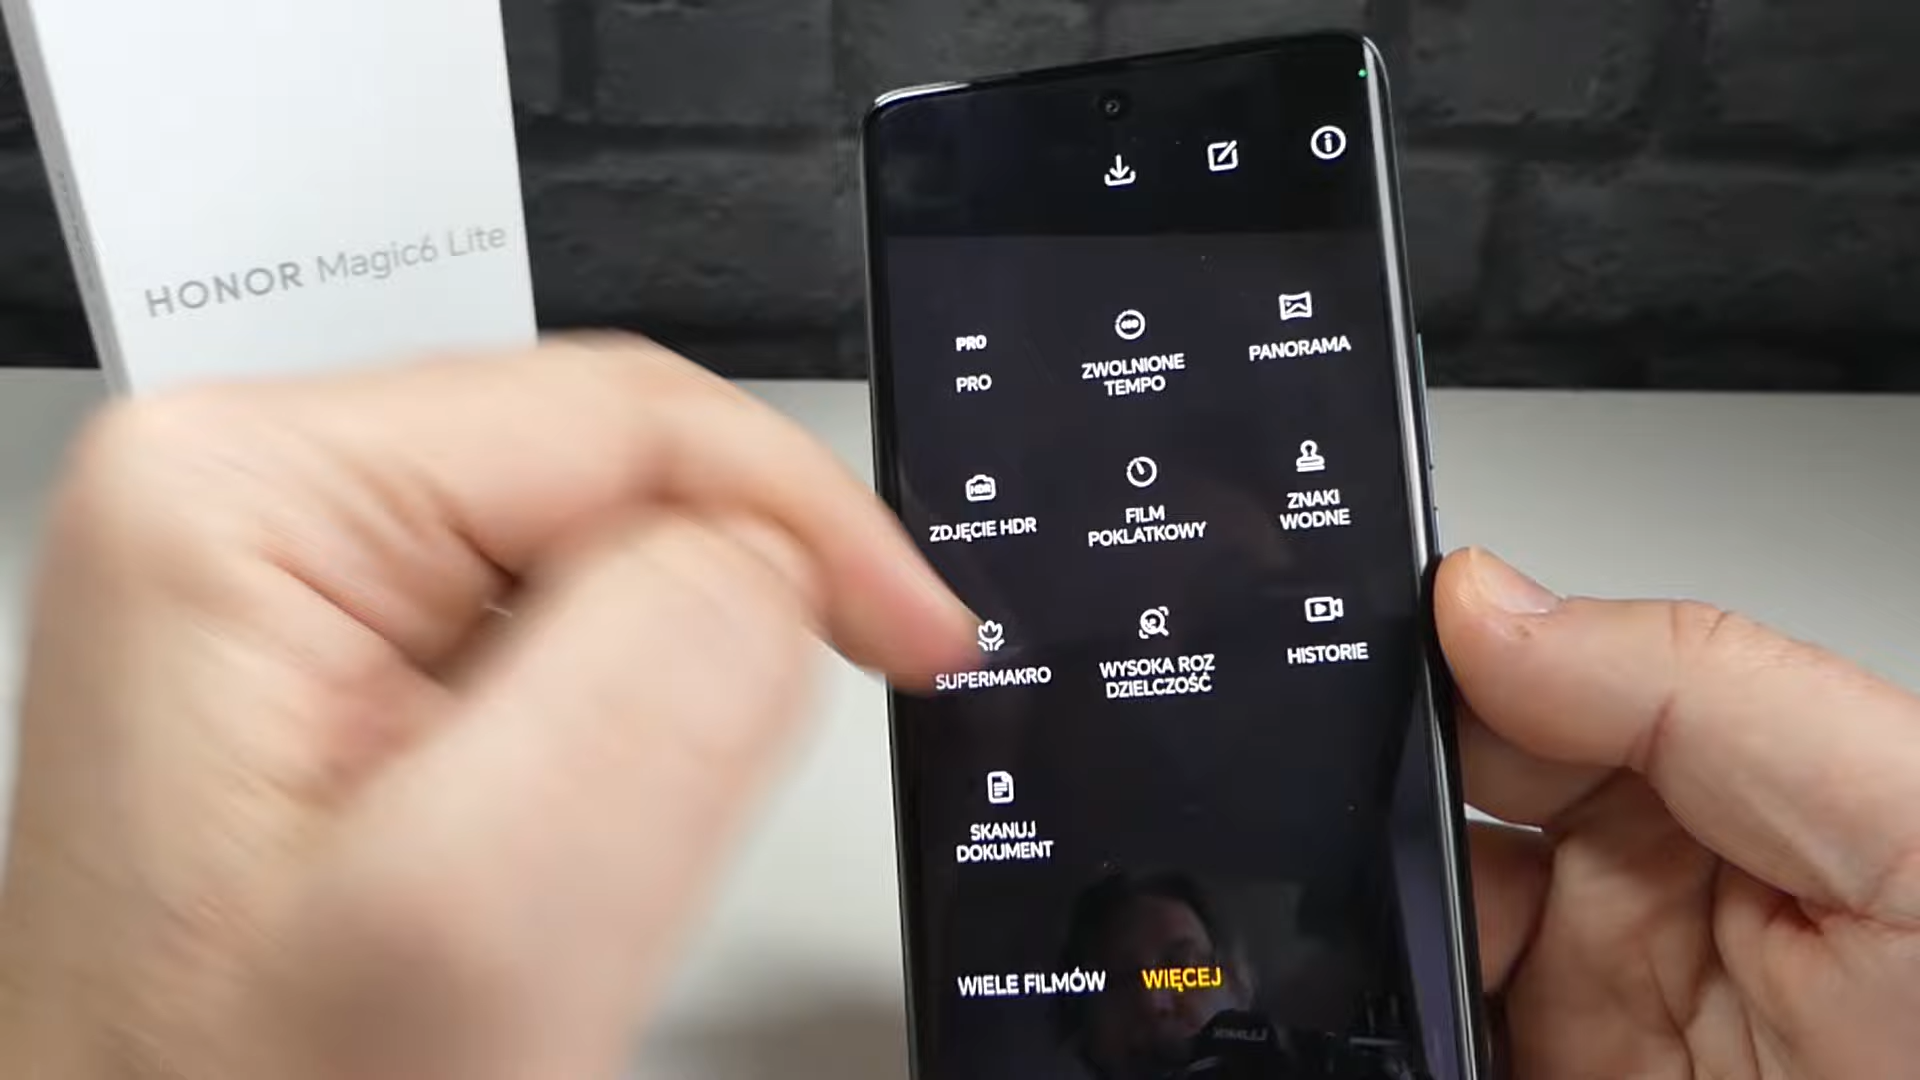 HONOR Magic6 Lite
PRO
PRO
ZWOLNIONE
TEMPO
PANORAMA
HDR
ZDJĘCIE HDR
FILM
POKLATKOWY
ZNAKI
WODNE
SUPERMAKRO
WYSOKA ROZ
DZIELCZOŚĆ
HISTORIE
SKANUJ
DOKUMENT
WIELE FILMÓW
WIĘCEJ